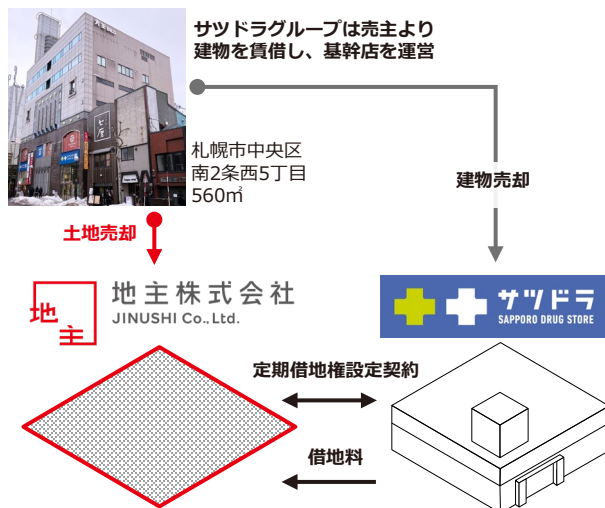 サツドラグループは売主より
建物を賃借し、基幹店を運営
札幌市中央区
南2条西5丁目
560㎡
土地売却
建物売却
地主
地主株式会社
JINUSHI Co.,Ltd.
サツドラ
SAPPORO DRUG STORE
定期借地権設定契約
借地料